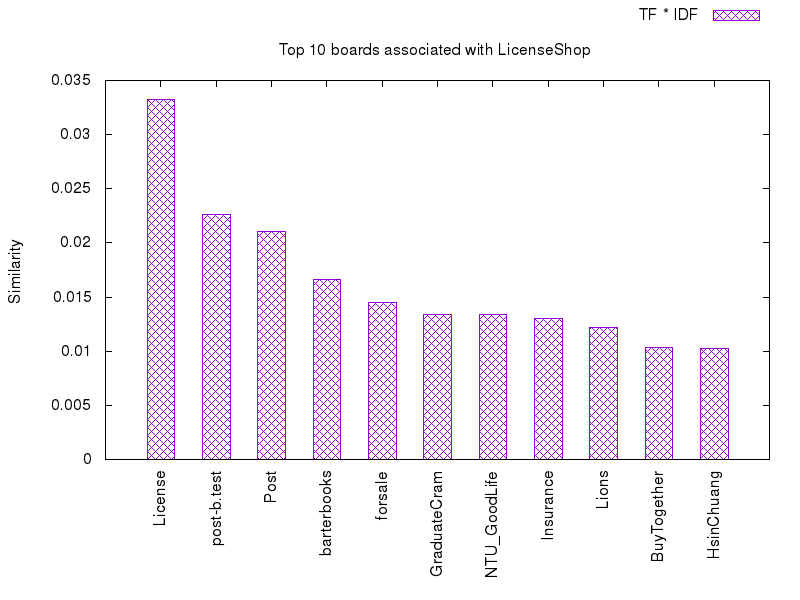 TF * IDF
Top 10 boards associated with LicenseShop
0.035
0.03
0.025
0.02
0.015
0.01
0.005
0
Similarity
License
post-b.test
Post
barterbooks
forsale
GraduateCram
NTU_GoodLife
Insurance
Lions
BuyTogether
HsinChuang